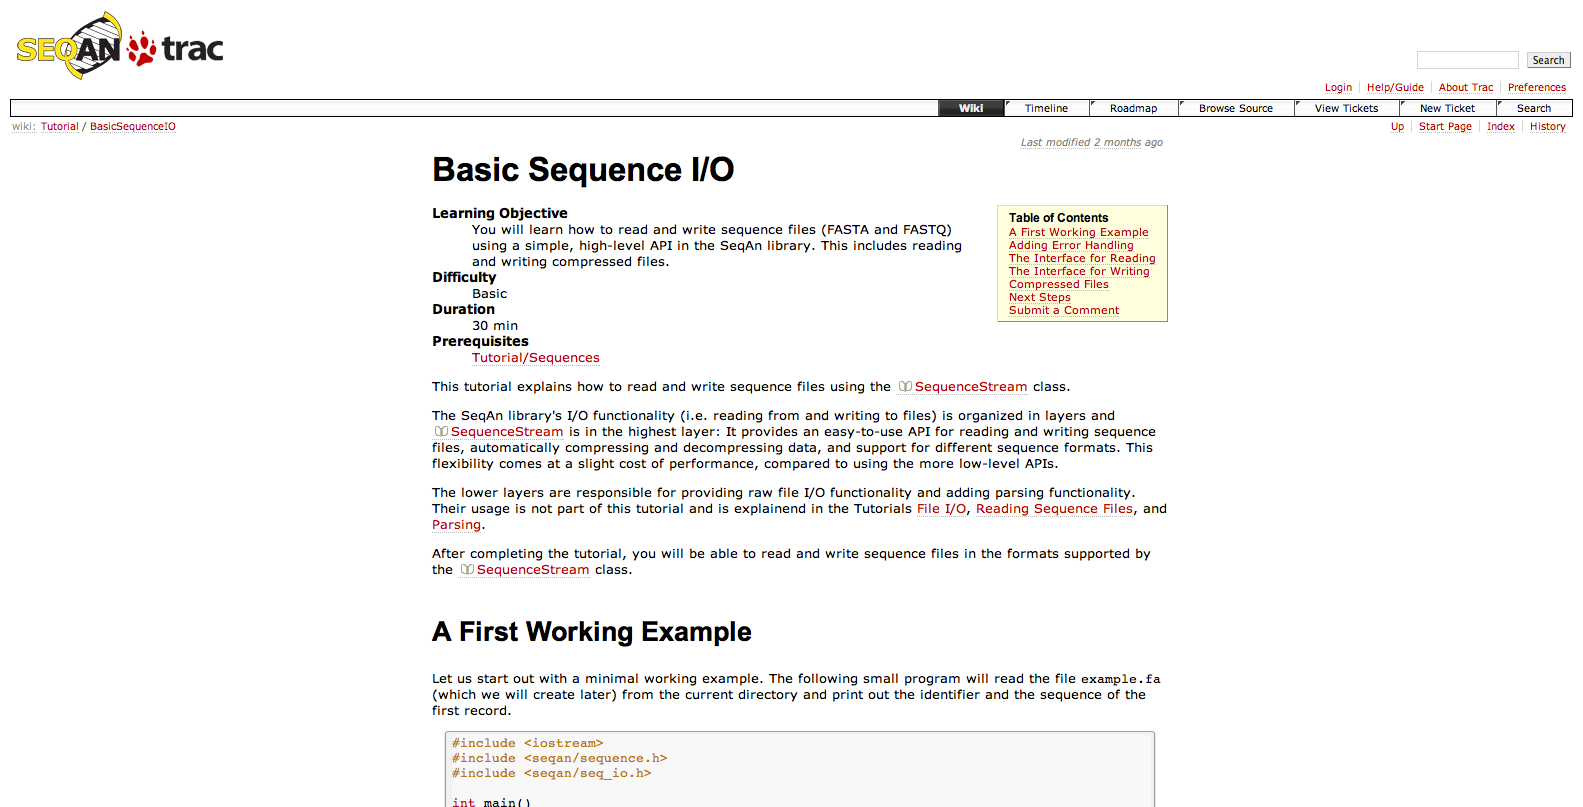 SEQAN trac
Search
Login Help/Guide About Trac Preferences
Wiki Timeline Roadmap Browse Source View Tickets New Ticket Search
wiki: Tutorial / BasicSequenceIO
Up Start Page Index History
Last modified 2 months ago
Basic Sequence I/O
Learning Objective
You will learn how to read and write sequence files (FASTA and FASTQ)
using a simple, high-level API in the SeqAn library. This includes reading
and writing compressed files.
Difficulty
Basic
Duration
30 min
Prerequisites
Tutorial/Sequences
Table of Contents
A First Working Example
Adding Error Handling
The Interface for Reading
The Interface for Writing
Compressed Files
Next Steps
Submit a Comment
This tutorial explains how to read and write sequence files using the SequenceStream class.
The SeqAn library's I/O functionality (i.e. reading from and writing to files) is organized in layers and
SequenceStream is in the highest layer: It provides an easy-to-use API for reading and writing sequence
files, automatically compressing and decompressing data, and support for different sequence formats. This
flexibility comes at a slight cost of performance, compared to using the more low-level APIs.
The lower layers are responsible for providing raw file I/O functionality and adding parsing functionality.
Their usage is not part of this tutorial and is explainend in the Tutorials File I/O, Reading Sequence Files, and
Parsing.
After completing the tutorial, you will be able to read and write sequence files in the formats supported by
the SequenceStream class.
A First Working Example
Let us start out with a minimal working example. The following small program will read the file example.fa
(which we will create later) from the current directory and print out the identifier and the sequence of the
first record.
#include <iostream>
#include <seqan/sequence.h>
#include <seqan/seq_io.h>
int main()